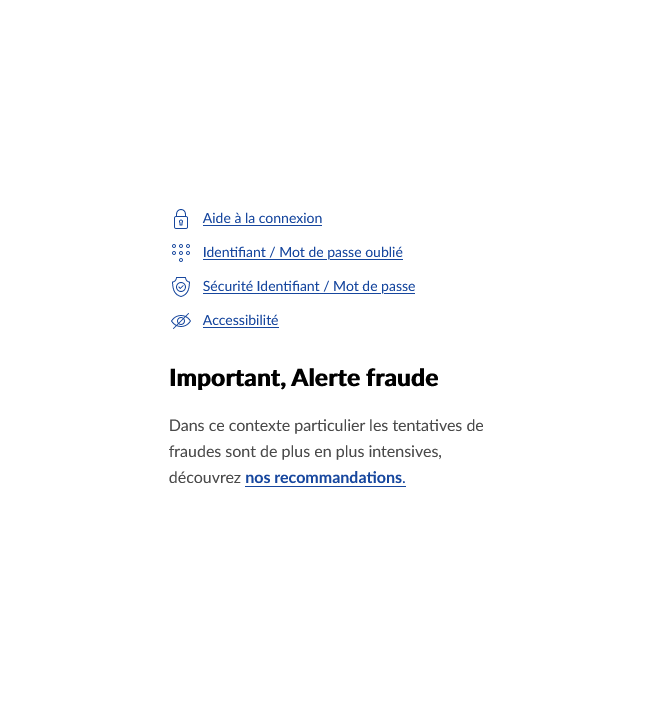 Aide à la connexion
Identifiant / Mot de passe oublié
Sécurité Identifiant / Mot de passe
Accessibilité
Important, Alerte fraude
Dans ce contexte particulier les tentatives de
fraudes sont de plus en plus intensives,
découvrez nos recommandations.